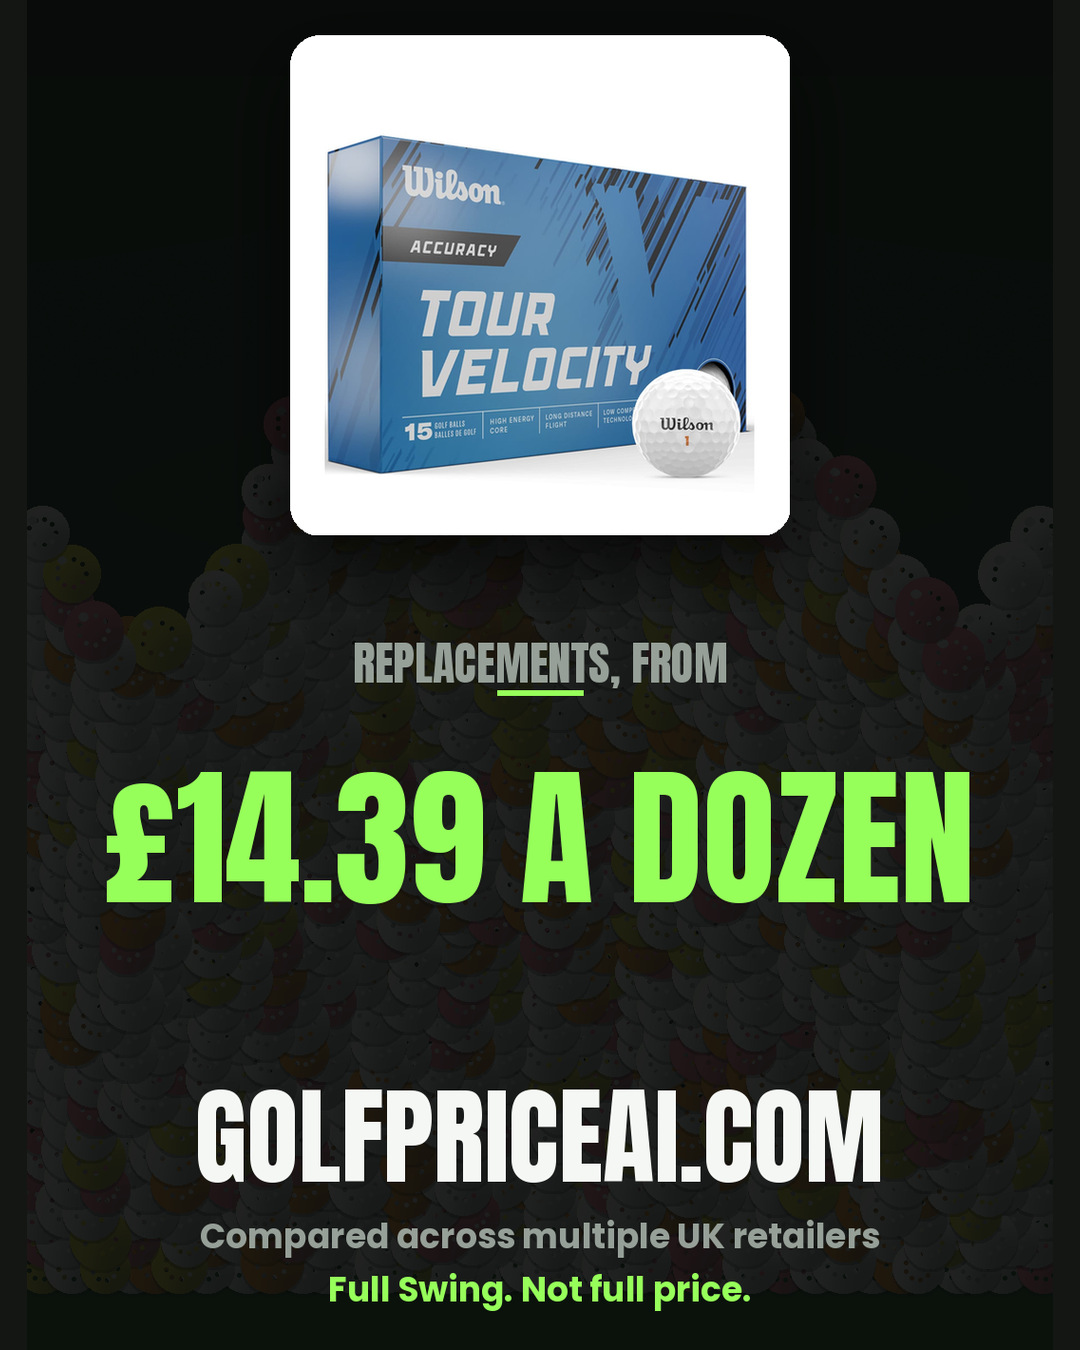 Wilson
ACCURACY
TOUR
VELOCITY
15 GOLF BALLS
BALLES DE GOLF
HIGH ENERGY
CORE
LONG DISTANCE
FLIGHT
LOW
Wilson
1
REPLACEMENTS, FROM
£14.39 A DOZEN
GOLFPRICEAI.COM
Compared across multiple UK retailers
Full Swing. Not full price.